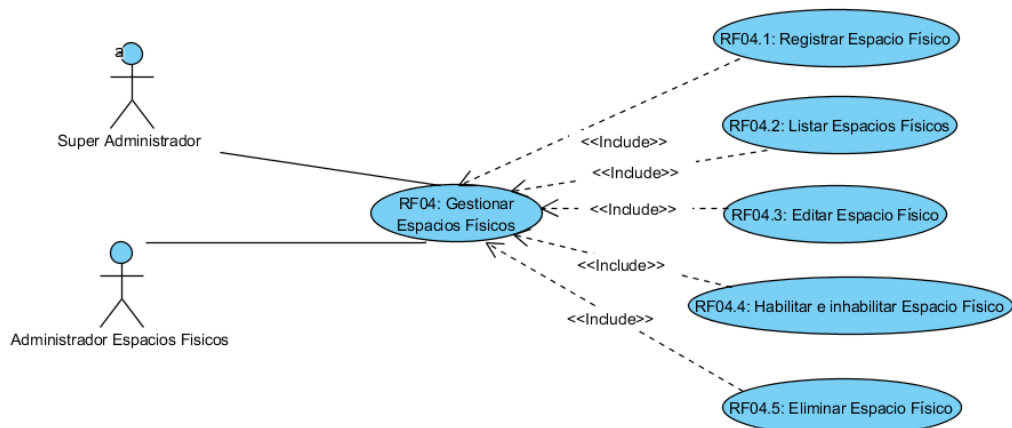 a
Super Administrador
Administrador Espacios Fisicos
RF04: Gestionar
Espacios Físicos
<<Include>>
<<Include>>
<<Include>>
<<Include>>
<<Include>>
RF04.1: Registrar Espacio Físico
RF04.2: Listar Espacios Físicos
RF04.3: Editar Espacio Físico
RF04.4: Habilitar e inhabilitar Espacio Físico
RF04.5: Eliminar Espacio Físico